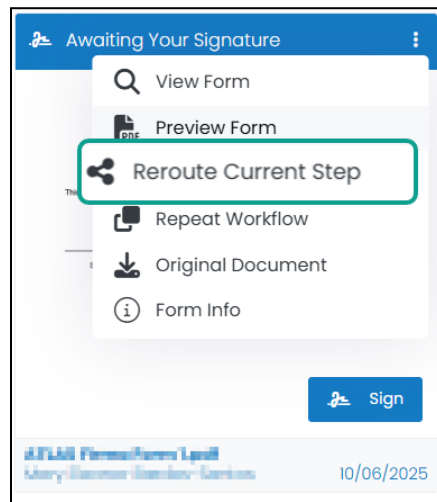 Awaiting Your Signature
View Form
Preview Form
PDF
Reroute Current Step
Repeat Workflow
Original Document
Form Info
Sign
10/06/2025